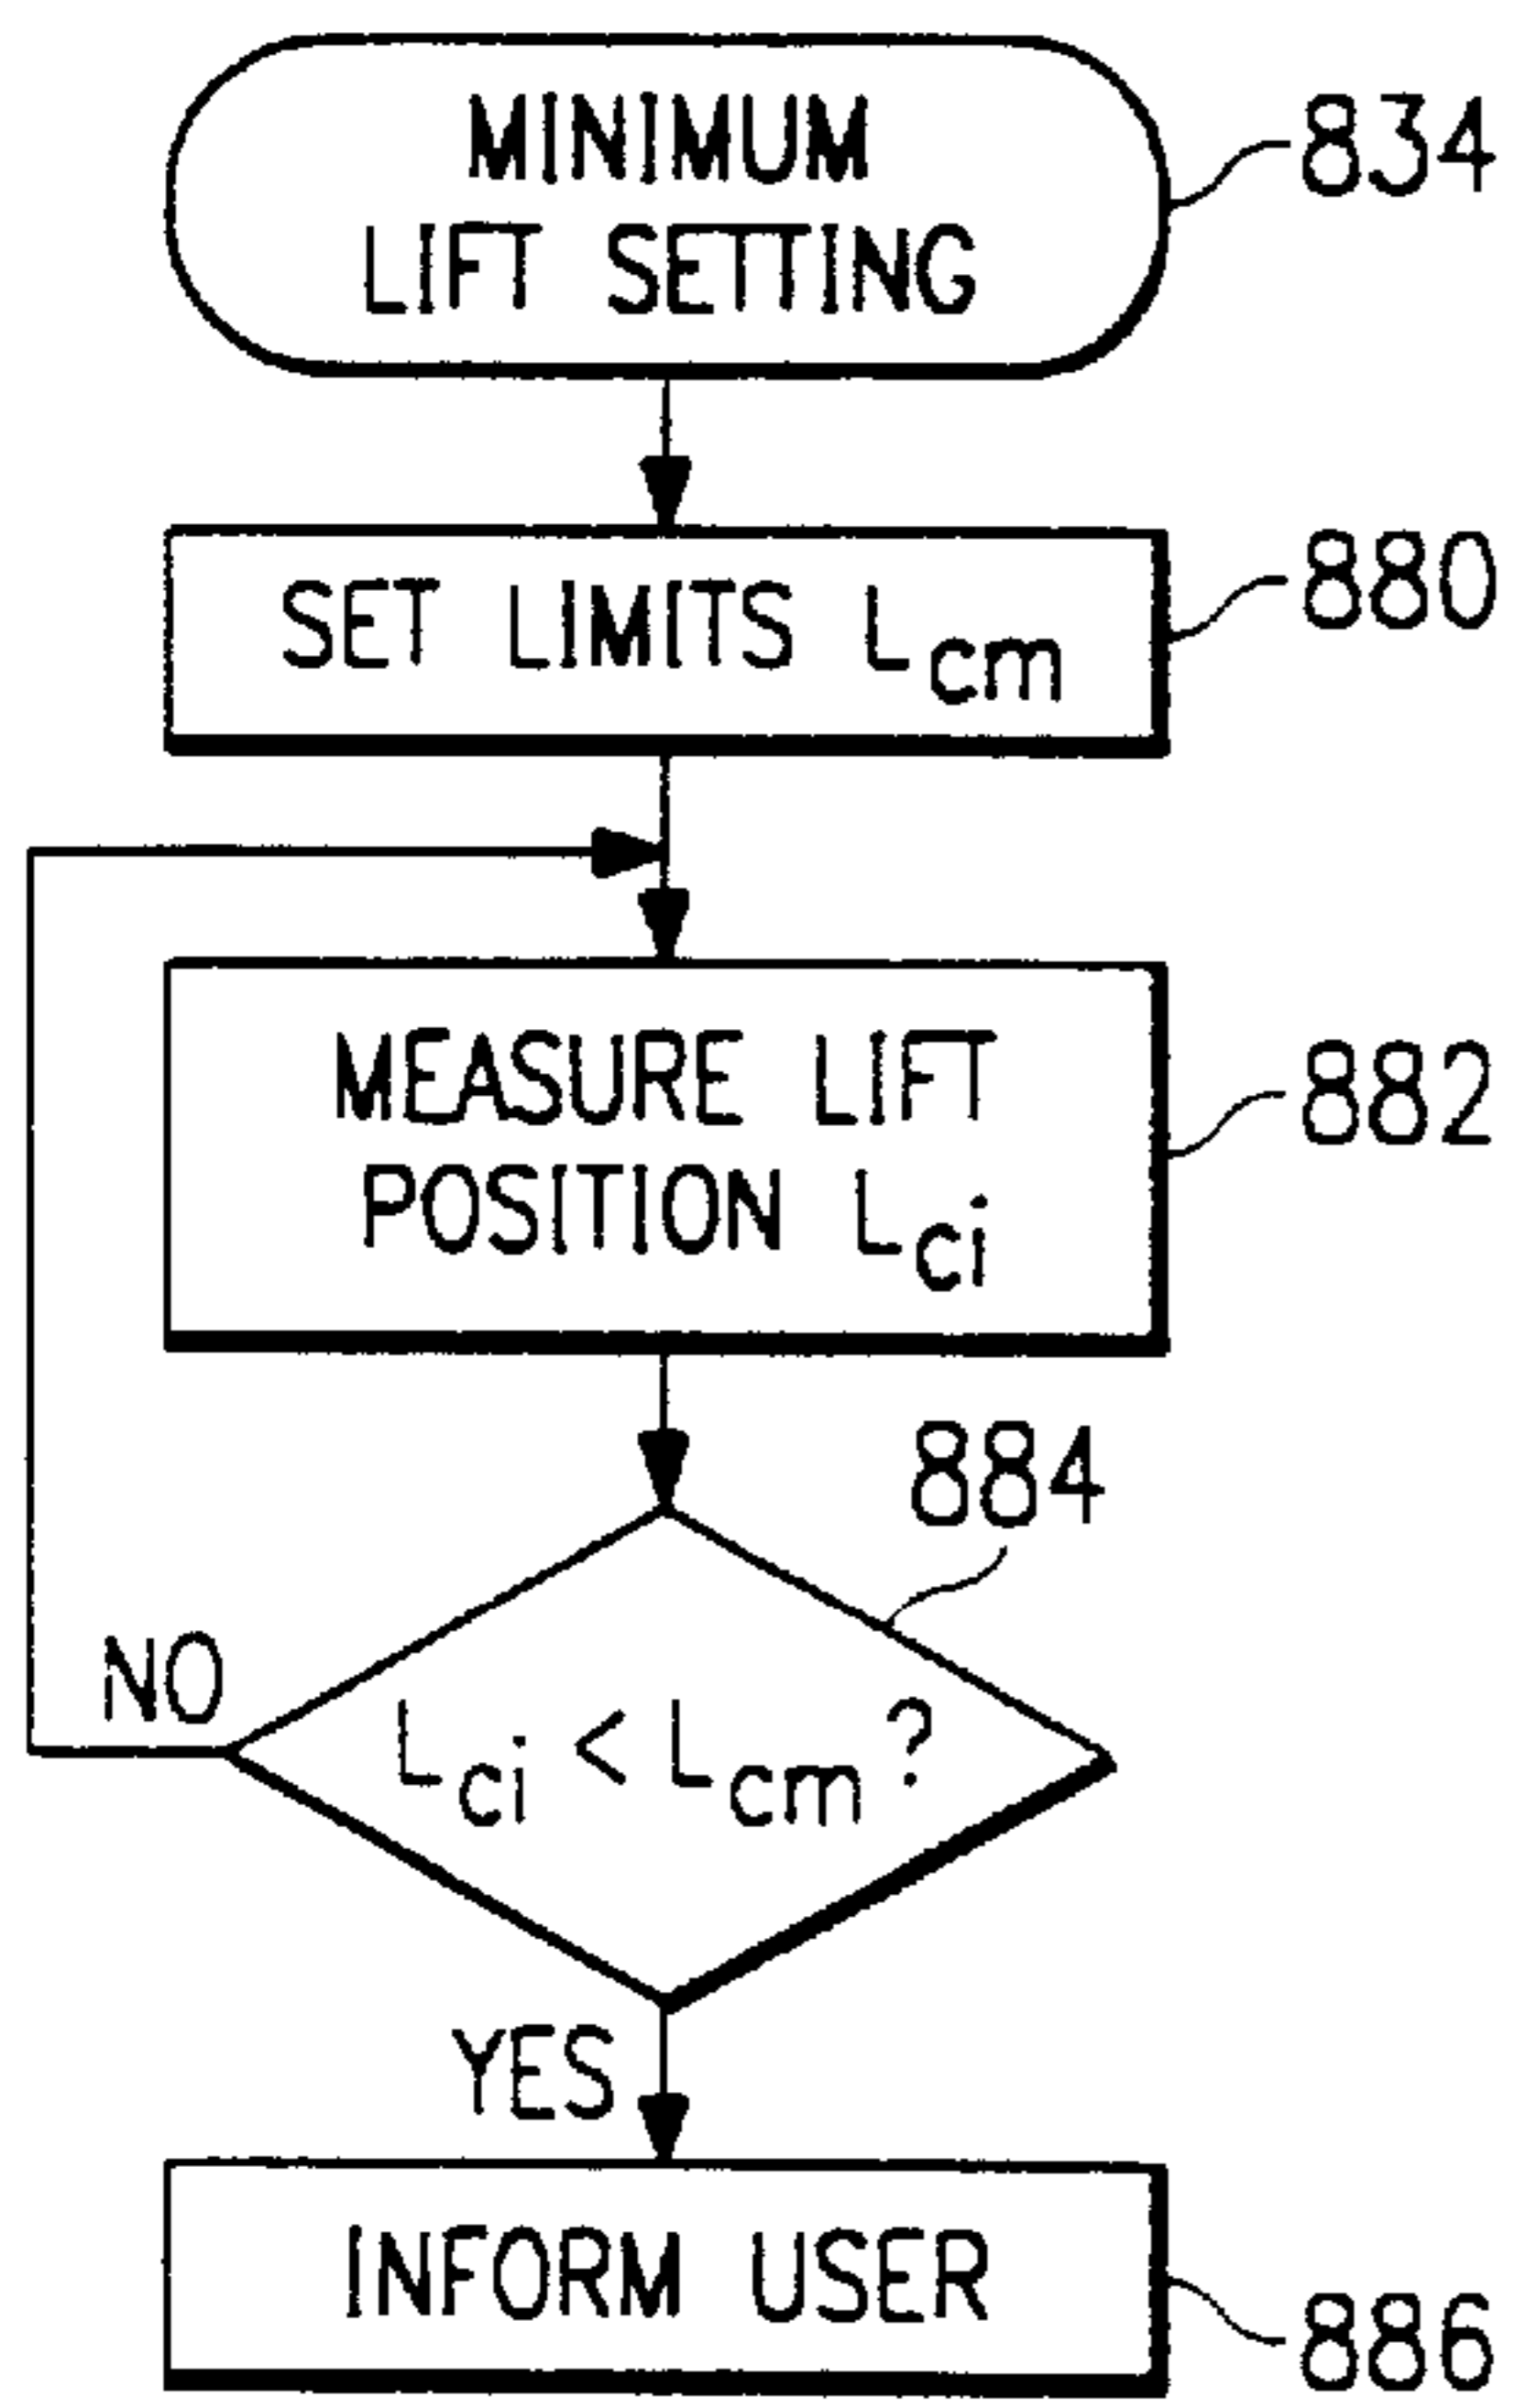 MINIMUM
LIFT SETTING
834
SET LIMITS Lcm
880
MEASURE LIFT
POSITION Lci
882
884
NO
Lci < Lcm?
YES
INFORM USER
886